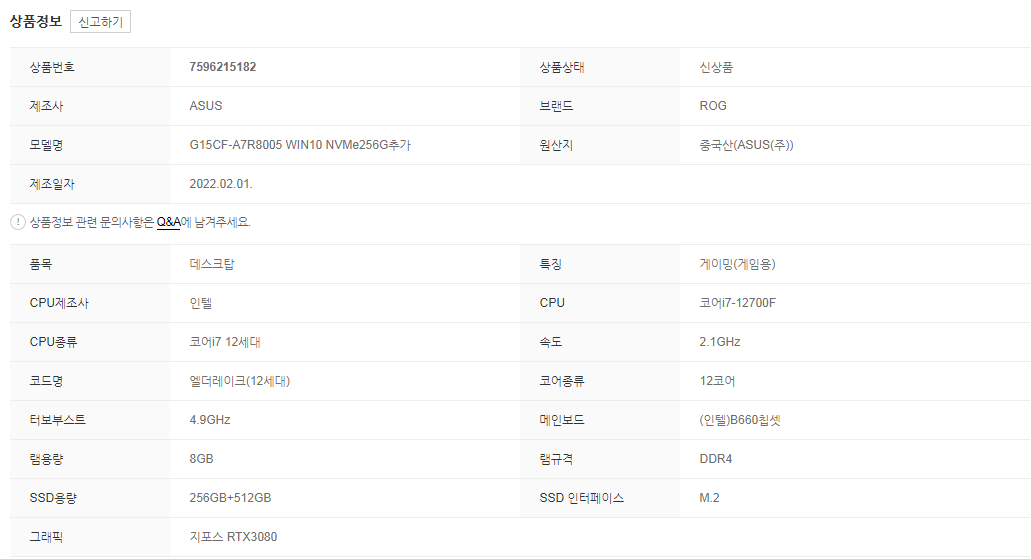 상품정보 신고하기
상품번호 7596215182 상품상태 신상품
제조사 ASUS 브랜드 ROG
모델명 G15CF-A7R8005 WIN10 NVMe256G추가 원산지 중국산(ASUS(주))
제조일자 2022.02.01.
! 상품정보 관련 문의사항은 Q&A에 남겨주세요.
품목 데스크탑 특징 게이밍(게임용)
CPU제조사 인텔 CPU 코어i7-12700F
CPU종류 코어i7 12세대 속도 2.1GHz
코드명 엘더레이크(12세대) 코어종류 12코어
터보부스트 4.9GHz 메인보드 (인텔)B660칩셋
램용량 8GB 램규격 DDR4
SSD용량 256GB+512GB SSD 인터페이스 M.2
그래픽 지포스 RTX3080